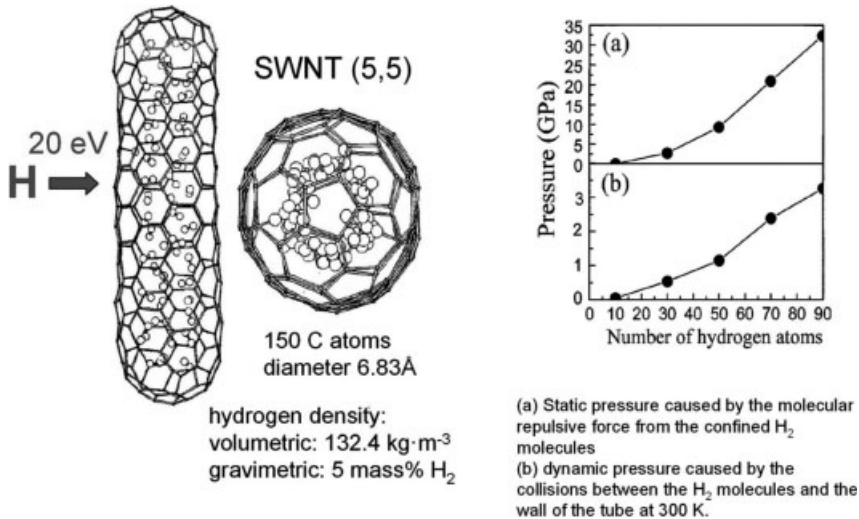 SWNT (5,5)
20 eV
H
150 C atoms
diameter 6.83Å
hydrogen density:
volumetric: 132.4 kg·m-3
gravimetric: 5 mass% H2
(a)
35
30
25
20
15
10
5
0
(b)
3
2
1
0
Pressure (GPa)
0 10 20 30 40 50 60 70 80 90
Number of hydrogen atoms
(a) Static pressure caused by the molecular
repulsive force from the confined H2
molecules
(b) dynamic pressure caused by the
collisions between the H2 molecules and the
wall of the tube at 300 K.